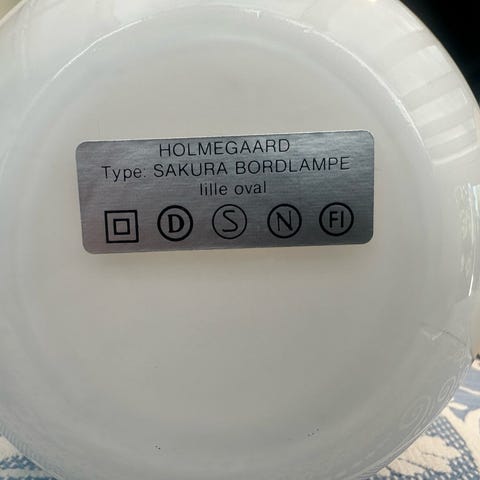 HOLMEGAARD
Type: SAKURA BORDLAMPE
lille oval
D S N FI